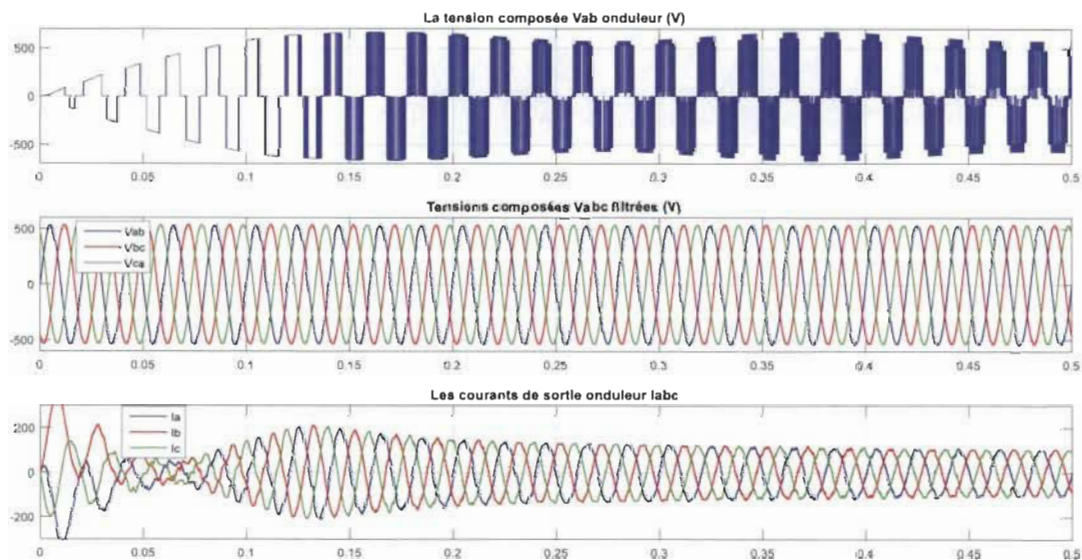 La tension composée Vab onduleur (V)
500
0
-500
0 0.05 0.1 0.15 0.2 0.25 0.3 0.35 0.4 0.45 0.5
Tensions composées Vabc filtrées (V)
500
0
-500
Vab
Vbc
Vca
0 0.05 0.1 0.15 0.2 0.25 0.3 0.35 0.4 0.45 0.5
Les courants de sortie onduleur Iabc
200
0
-200
Ia
Ib
Ic
0 0.05 0.1 0.15 0.2 0.25 0.3 0.35 0.4 0.45 0.5